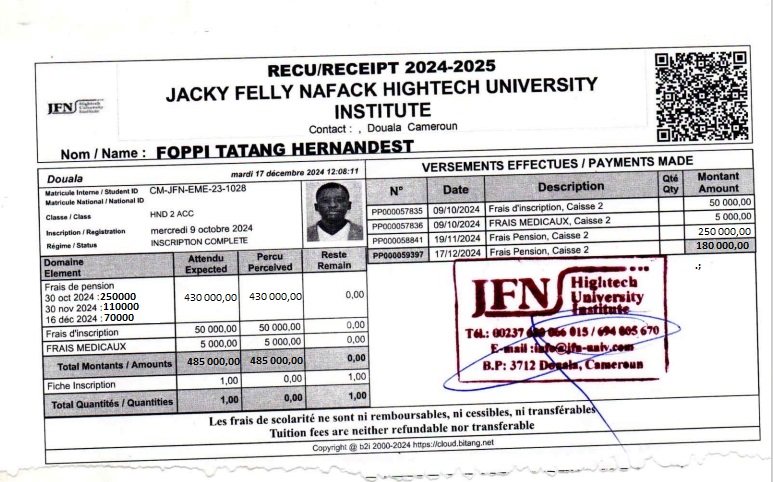 RECU/RECEIPT 2024-2025
JACKY FELLY NAFACK HIGHTECH UNIVERSITY
INSTITUTE
Contact : , Douala Cameroun
JFN Hightech University Institute
Nom / Name : FOPPI TATANG HERNANDEST
Douala mardi 17 décembre 2024 12:08:11
Matricule Interne / Student ID CM-JFN-EME-23-1028
Matricule National / National ID
Classe / Class HND 2 ACC
Inscription / Registration mercredi 9 octobre 2024
Régime / Status INSCRIPTION COMPLETE
Domaine Element Attendu Expected Percu Perceived Reste Remain
Frais de pension
30 oct 2024 :250000 430 000,00 430 000,00 0,00
30 nov 2024 :110000
16 déc 2024 : 70000
Frais d'inscription 50 000,00 50 000,00 0,00
FRAIS MEDICAUX 5 000,00 5 000,00 0,00
Total Montants / Amounts 485 000,00 485 000,00 0,00
Fiche Inscription 1,00 0,00 1,00
Total Quantités / Quantities 1,00 0,00 1,00
VERSEMENTS EFFECTUES / PAYMENTS MADE
N° Date Description Qté Qty Montant Amount
PP000057835 09/10/2024 Frais d'inscription, Caisse 2 50 000,00
PP000057836 09/10/2024 FRAIS MEDICAUX, Caisse 2 5 000,00
PP000058841 19/11/2024 Frais Pension, Caisse 2 250 000,00
PP000059397 17/12/2024 Frais Pension, Caisse 2 180 000,00
JFN Hightech
University
Institute
Tél.: 00237 066 015 / 694 805 670
E-mail :info@jfn-univ.com
B.P: 3712 Douala, Cameroun
Les frais de scolarité ne sont ni remboursables, ni cessibles, ni transférables
Tuition fees are neither refundable nor transferable
Copyright @ b2i 2000-2024 https://cloud.bitang.net